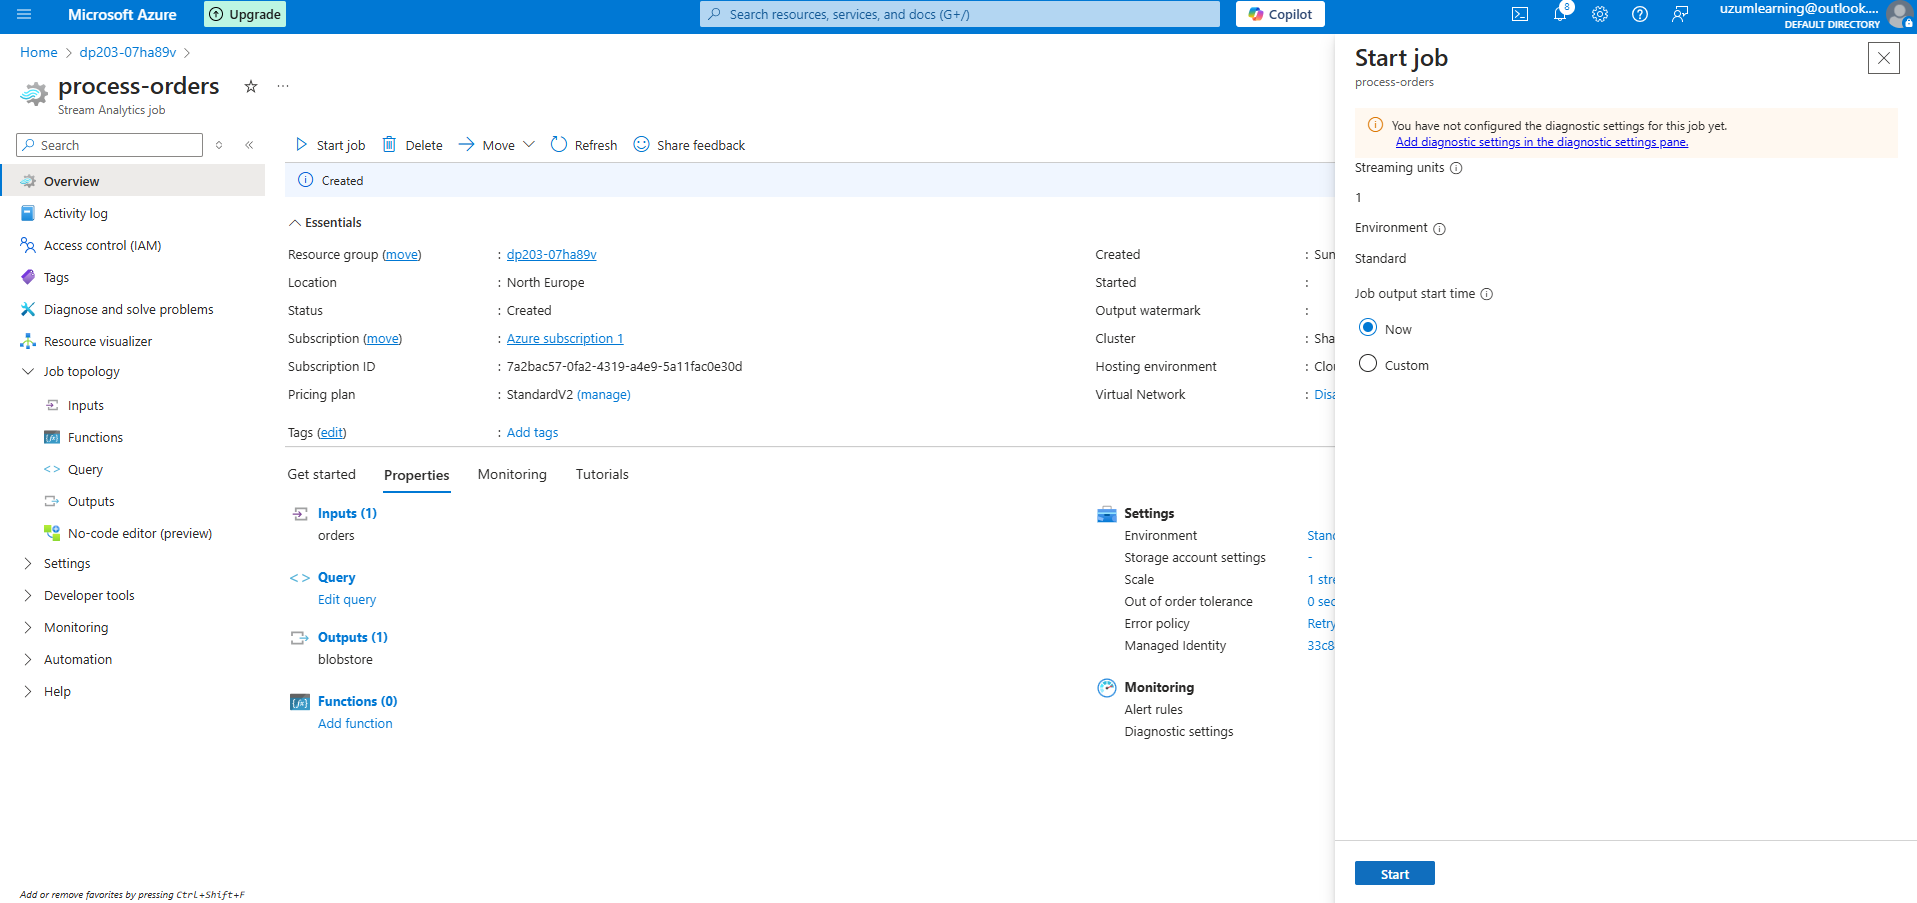 Microsoft Azure
Upgrade
Search resources, services, and docs (G+/)
Copilot
8
uzumlearning@outlook....
DEFAULT DIRECTORY
Home > dp203-07ha89v >
process-orders
Stream Analytics job
Search
Start job
Delete
Move
Refresh
Share feedback
Created
Overview
Activity log
Access control (IAM)
Tags
Diagnose and solve problems
Resource visualizer
Job topology
Inputs
Functions
Query
Outputs
No-code editor (preview)
Settings
Developer tools
Monitoring
Automation
Help
Add or remove favorites by pressing Ctrl+Shift+F
Essentials
Resource group (move) : dp203-07ha89v
Location : North Europe
Status : Created
Subscription (move) : Azure subscription 1
Subscription ID : 7a2bac57-0fa2-4319-a4e9-5a11fac0e30d
Pricing plan : StandardV2 (manage)
Tags (edit) : Add tags
Created : Sun
Started :
Output watermark :
Cluster : Sha
Hosting environment : Clou
Virtual Network : Disa
Get started
Properties
Monitoring
Tutorials
Inputs (1)
orders
Query
Edit query
Outputs (1)
blobstore
Functions (0)
Add function
Settings
Environment Stand
Storage account settings -
Scale 1 stre
Out of order tolerance 0 sec
Error policy Retry
Managed Identity 33c8
Monitoring
Alert rules
Diagnostic settings
Start job
process-orders
You have not configured the diagnostic settings for this job yet.
Add diagnostic settings in the diagnostic settings pane.
Streaming units
1
Environment
Standard
Job output start time
Now
Custom
Start